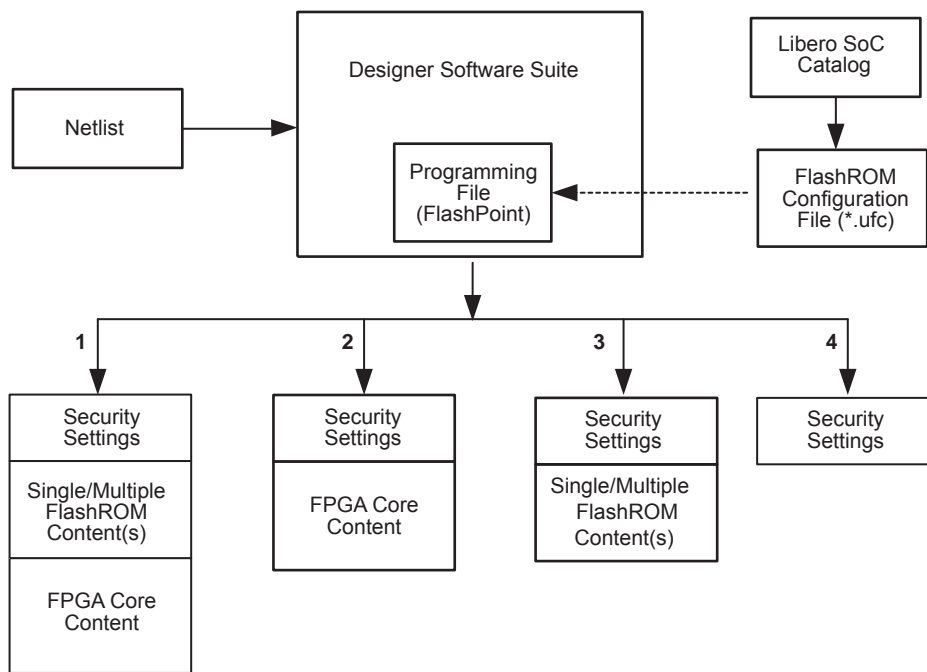 Netlist
Designer Software Suite
Programming
File
(FlashPoint)
Libero SoC
Catalog
FlashROM
Configuration
File (*.ufc)
1
2
3
4
Security
Settings
Single/Multiple
FlashROM
Content(s)
FPGA Core
Content
Security
Settings
FPGA Core
Content
Security
Settings
Single/Multiple
FlashROM
Content(s)
Security
Settings